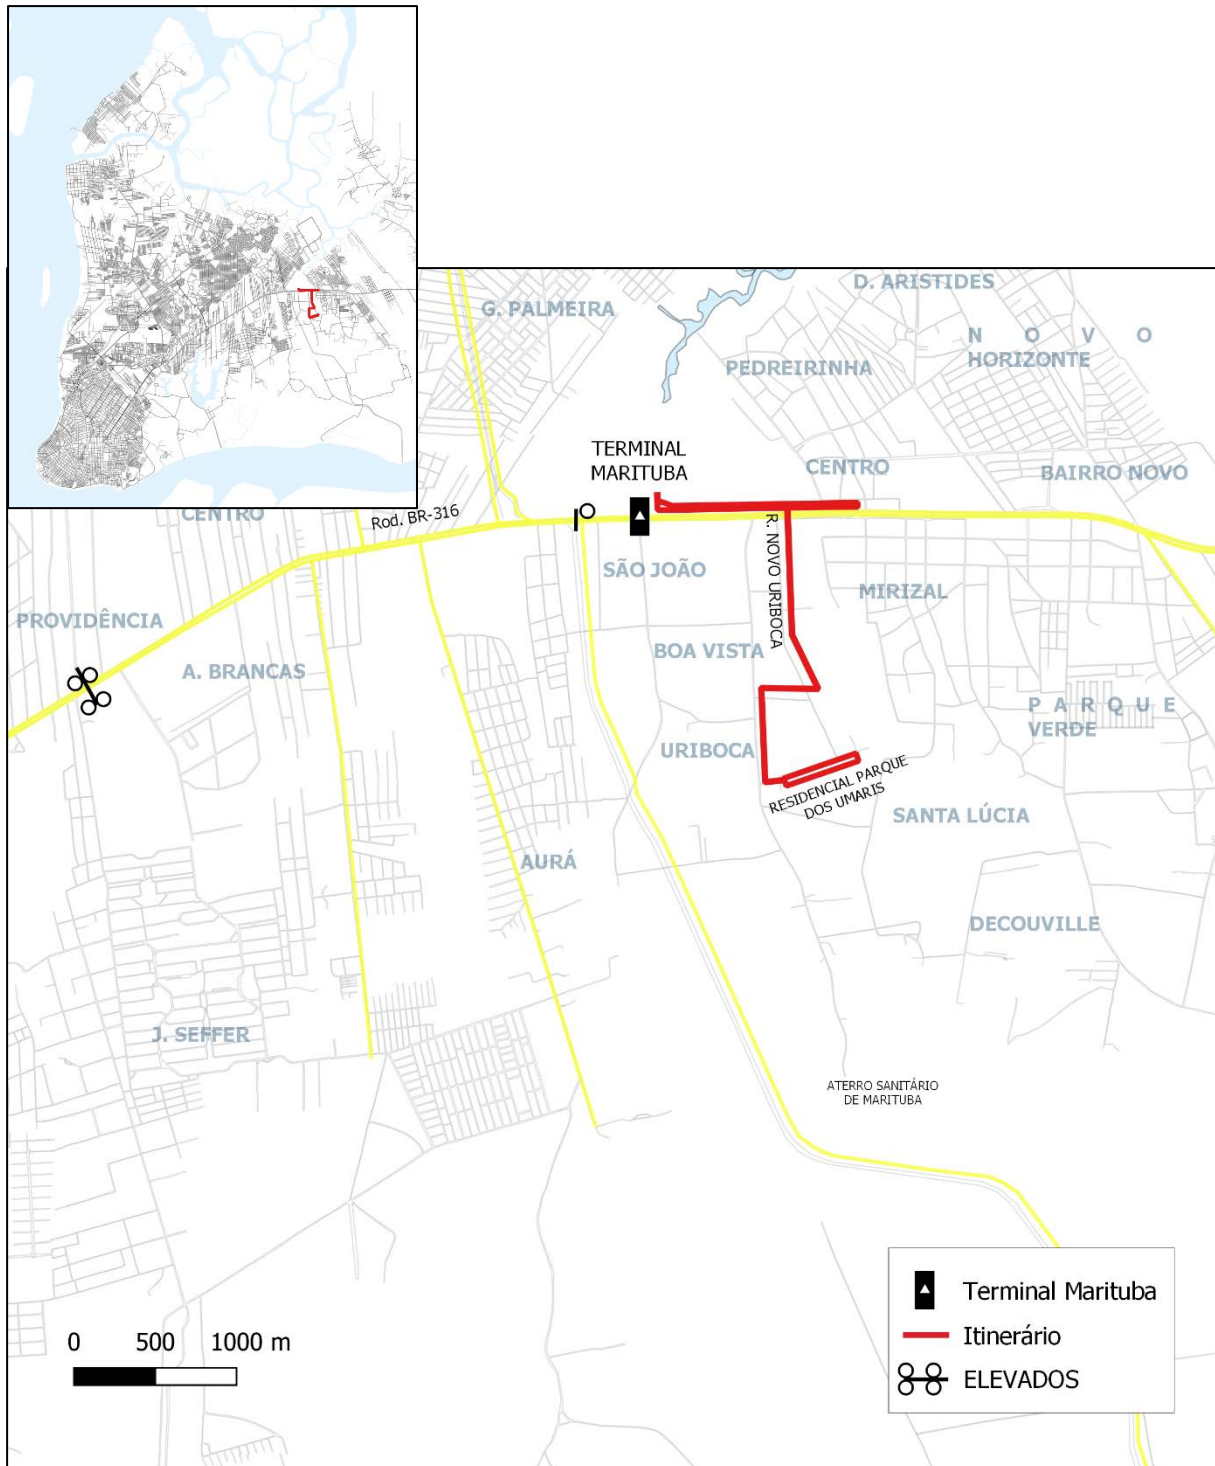 D. ARISTIDES
G. PALMEIRA
N O V O
HORIZONTE
PEDREIRINHA
TERMINAL
MARITUBA
CENTRO
BAIRRO NOVO
CENTRO
Rod. BR-316
R. NOVO URIBOCA
SÃO JOÃO
MIRIZAL
PROVIDÊNCIA
BOA VISTA
A. BRANCAS
P A R Q U E
VERDE
URIBOCA
RESIDENCIAL PARQUE
DOS UMARIS
SANTA LÚCIA
AURÁ
DECOUVILLE
J. SEFFER
ATERRO SANITÁRIO
DE MARITUBA
Terminal Marituba
Itinerário
ELEVADOS
0 500 1000 m